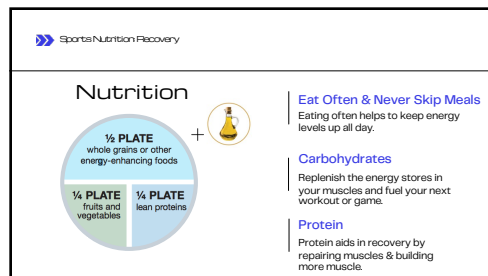 Sports Nutrition Recovery
Nutrition
½ PLATE
whole grains or other
energy-enhancing foods
¼ PLATE
fruits and
vegetables
¼ PLATE
lean proteins
+
Eat Often & Never Skip Meals
Eating often helps to keep energy
levels up all day.
Carbohydrates
Replenish the energy stores in
your muscles and fuel your next
workout or game.
Protein
Protein aids in recovery by
repairing muscles & building
more muscle.